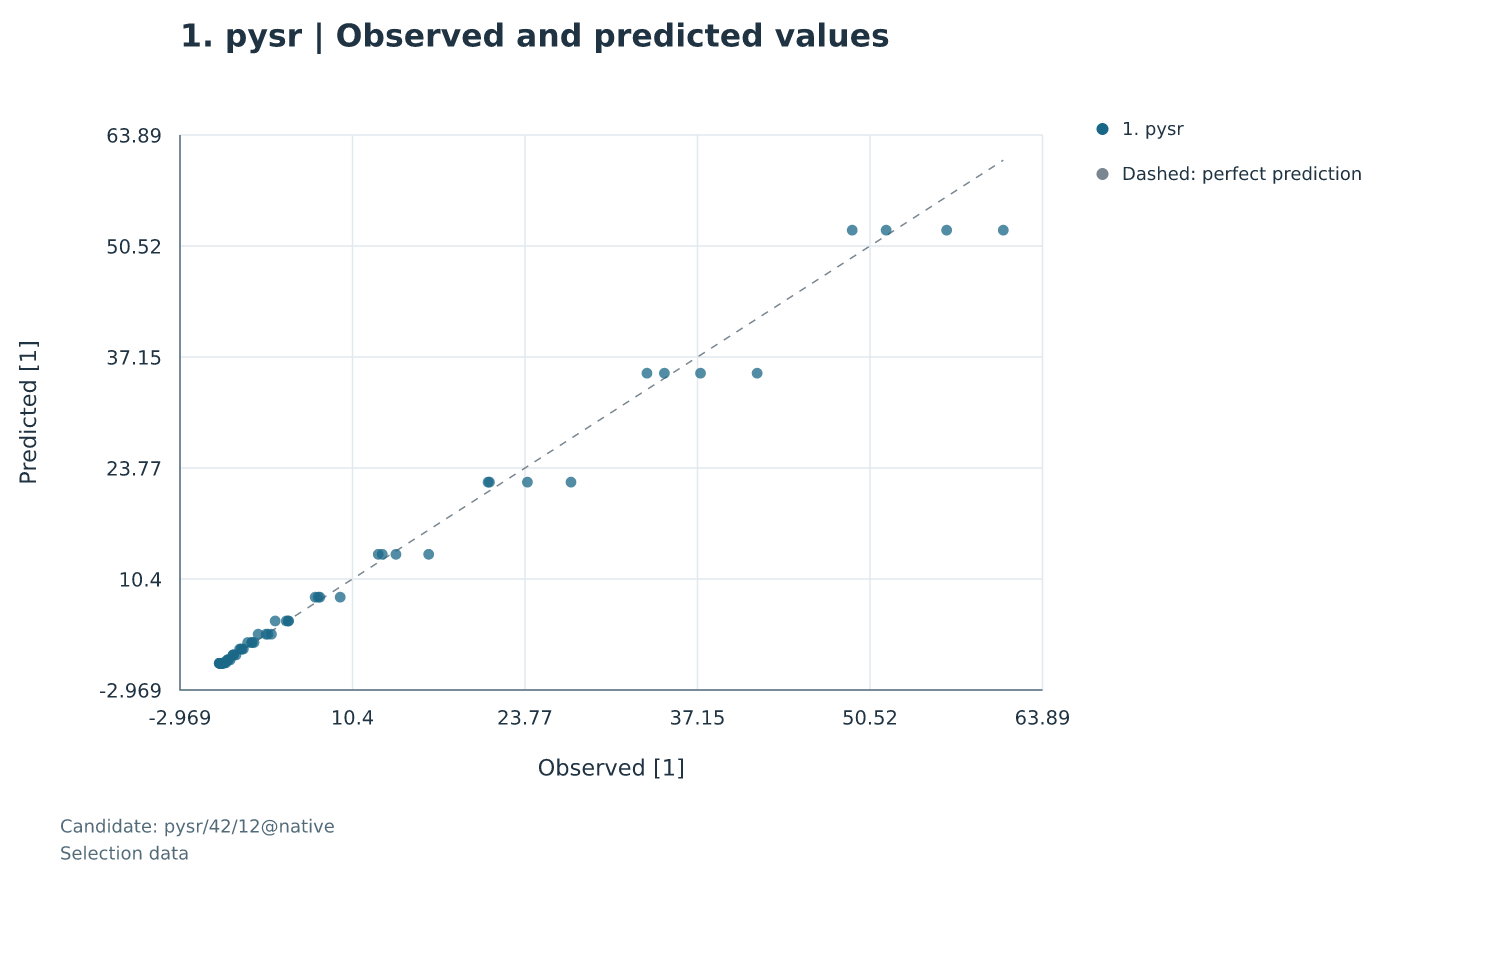 1. pysr | Observed and predicted values
1. pysr
Dashed: perfect prediction
Predicted [1]
63.89
50.52
37.15
23.77
10.4
-2.969
-2.969 10.4 23.77 37.15 50.52 63.89
Observed [1]
Candidate: pysr/42/12@native
Selection data